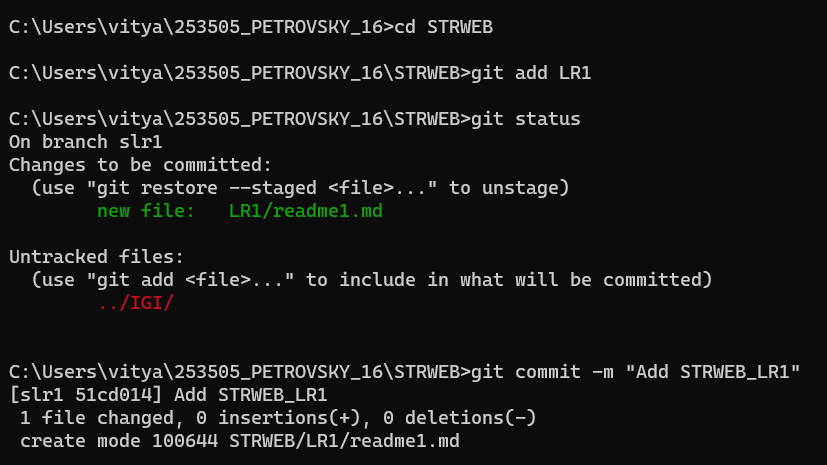 C:\Users\vitya\253505_PETROVSKY_16>cd STRWEB
C:\Users\vitya\253505_PETROVSKY_16\STRWEB>git add LR1
C:\Users\vitya\253505_PETROVSKY_16\STRWEB>git status
On branch slr1
Changes to be committed:
  (use "git restore --staged <file>..." to unstage)
        new file:   LR1/readme1.md
Untracked files:
  (use "git add <file>..." to include in what will be committed)
        ../IGI/
C:\Users\vitya\253505_PETROVSKY_16\STRWEB>git commit -m "Add STRWEB_LR1"
[slr1 51cd014] Add STRWEB_LR1
 1 file changed, 0 insertions(+), 0 deletions(-)
 create mode 100644 STRWEB/LR1/readme1.md